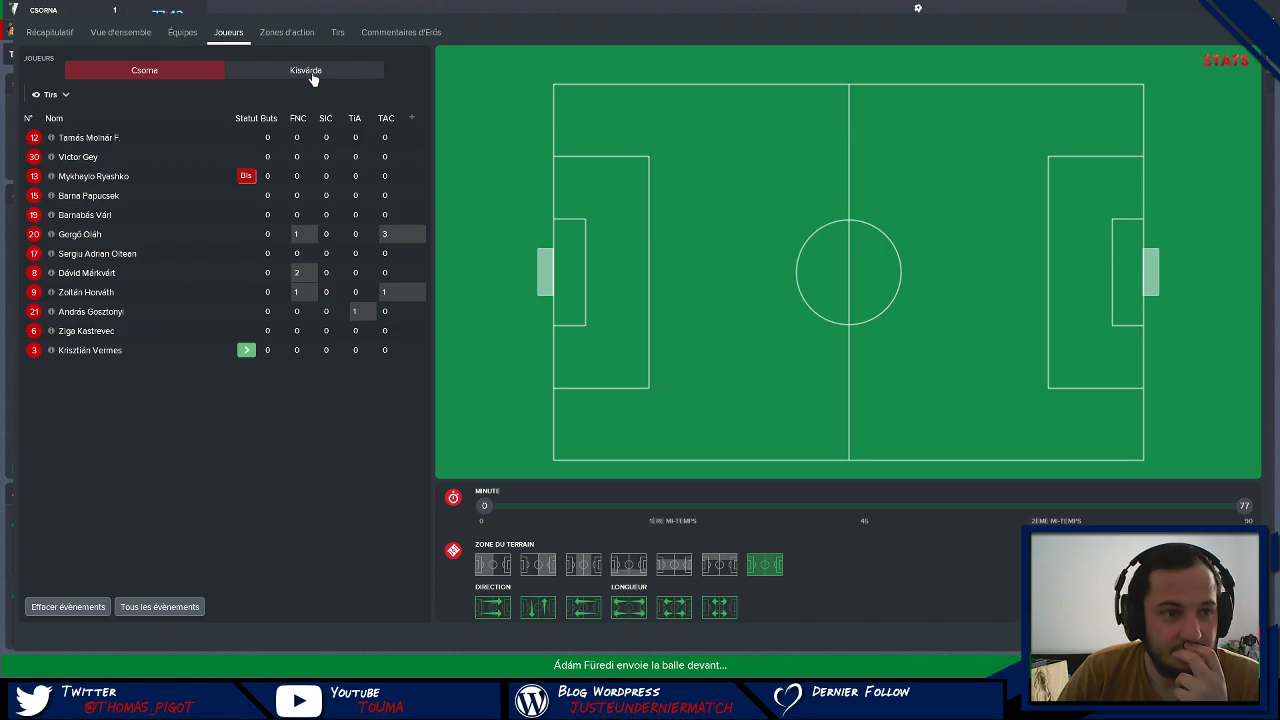 CSORNA 1
Récapitulatif Vue d'ensemble Équipes Joueurs Zones d'action Tirs Commentaires d'Erős
JOUEURS
Csorna Kisvárda
Tirs
STATS
N° Nom Statut Buts FNC SIC TiA TAC +
12 Tamás Molnár F. 0 0 0 0 0
30 Victor Gey 0 0 0 0 0
13 Mykhaylo Ryashko Bls 0 0 0 0 0
15 Barna Papucsek 0 0 0 0 0
19 Barnabás Vári 0 0 0 0 0
20 Gergő Oláh 0 1 0 0 3
17 Sergiu Adrian Oltean 0 0 0 0 0
8 Dávid Márkvárt 0 2 0 0 0
9 Zoltán Horváth 0 1 0 0 1
21 András Gosztonyi 0 0 0 1 0
6 Ziga Kastrevec 0 0 0 0 0
3 Krisztián Vermes 0 0 0 0 0
MINUTE
0 77
0 1ÈRE MI-TEMPS 45 2ÈME MI-TEMPS 90
ZONE DU TERRAIN
DIRECTION LONGUEUR
Effacer évènements Tous les évènements
Ádám Füredi envoie la balle devant...
Twitter
@Thomas_Pigot
Youtube
Touma
Blog Wordpress
justeunderniermatch
Dernier Follow